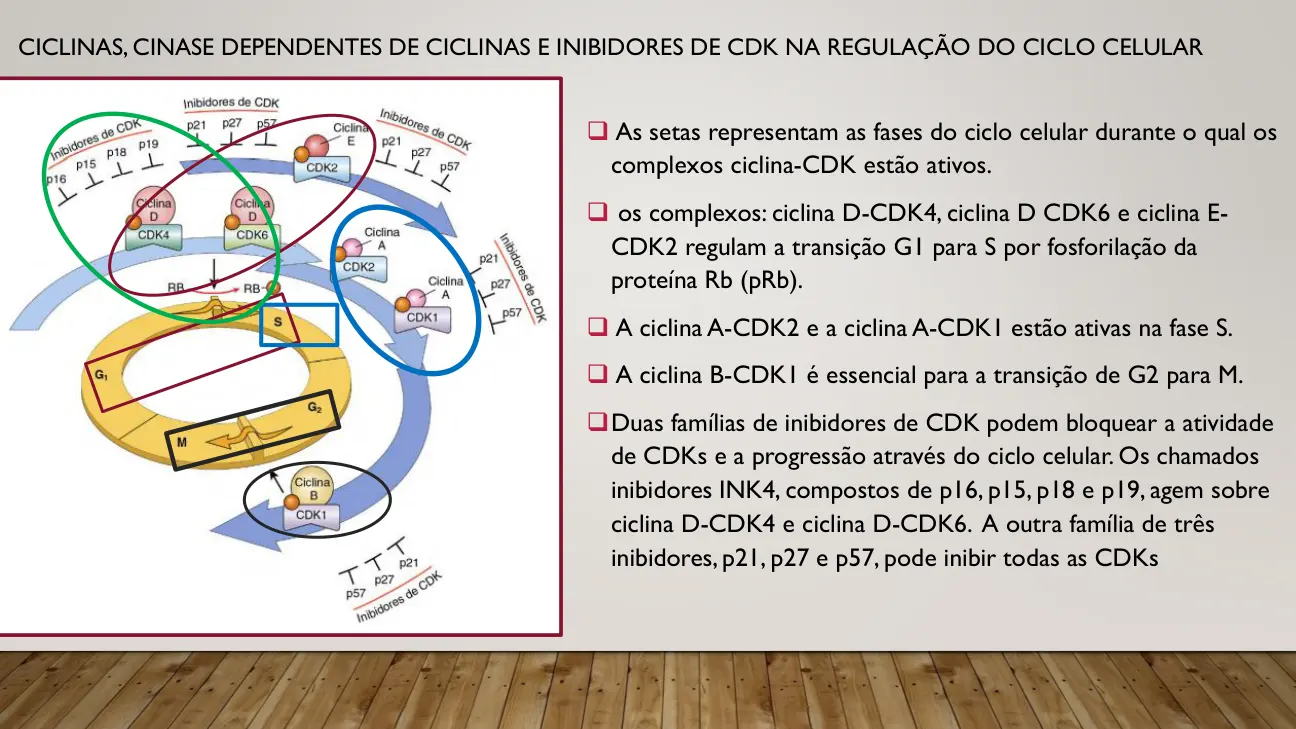 CICLINAS, CINASE DEPENDENTES DE CICLINAS E INIBIDORES DE CDK NA REGULAÇÃO DO CICLO CELULAR
Inibidores de CDK
p16
p15
p18
p19
Inibidores de CDK
p21
p27
p57
Ciclina
E
CDK2
Inibidores de CDK
p21
p27
p57
Ciclina
D
CDK4
Ciclina
D
CDK6
Ciclina
A
CDK2
Ciclina
A
CDK1
Inibidores de CDK
p21
p27
p57
RB
RB
S
G1
G2
M
Ciclina
B
CDK1
p57
p27
p21
Inibidores de CDK
As setas representam as fases do ciclo celular durante o qual os
complexos ciclina-CDK estão ativos.
os complexos: ciclina D-CDK4, ciclina D CDK6 e ciclina E-
CDK2 regulam a transição G1 para S por fosforilação da
proteína Rb (pRb).
A ciclina A-CDK2 e a ciclina A-CDK1 estão ativas na fase S.
A ciclina B-CDK1 é essencial para a transição de G2 para M.
Duas famílias de inibidores de CDK podem bloquear a atividade
de CDKs e a progressão através do ciclo celular. Os chamados
inibidores INK4, compostos de p16, p15, p18 e p19, agem sobre
ciclina D-CDK4 e ciclina D-CDK6. A outra família de três
inibidores, p21, p27 e p57, pode inibir todas as CDKs